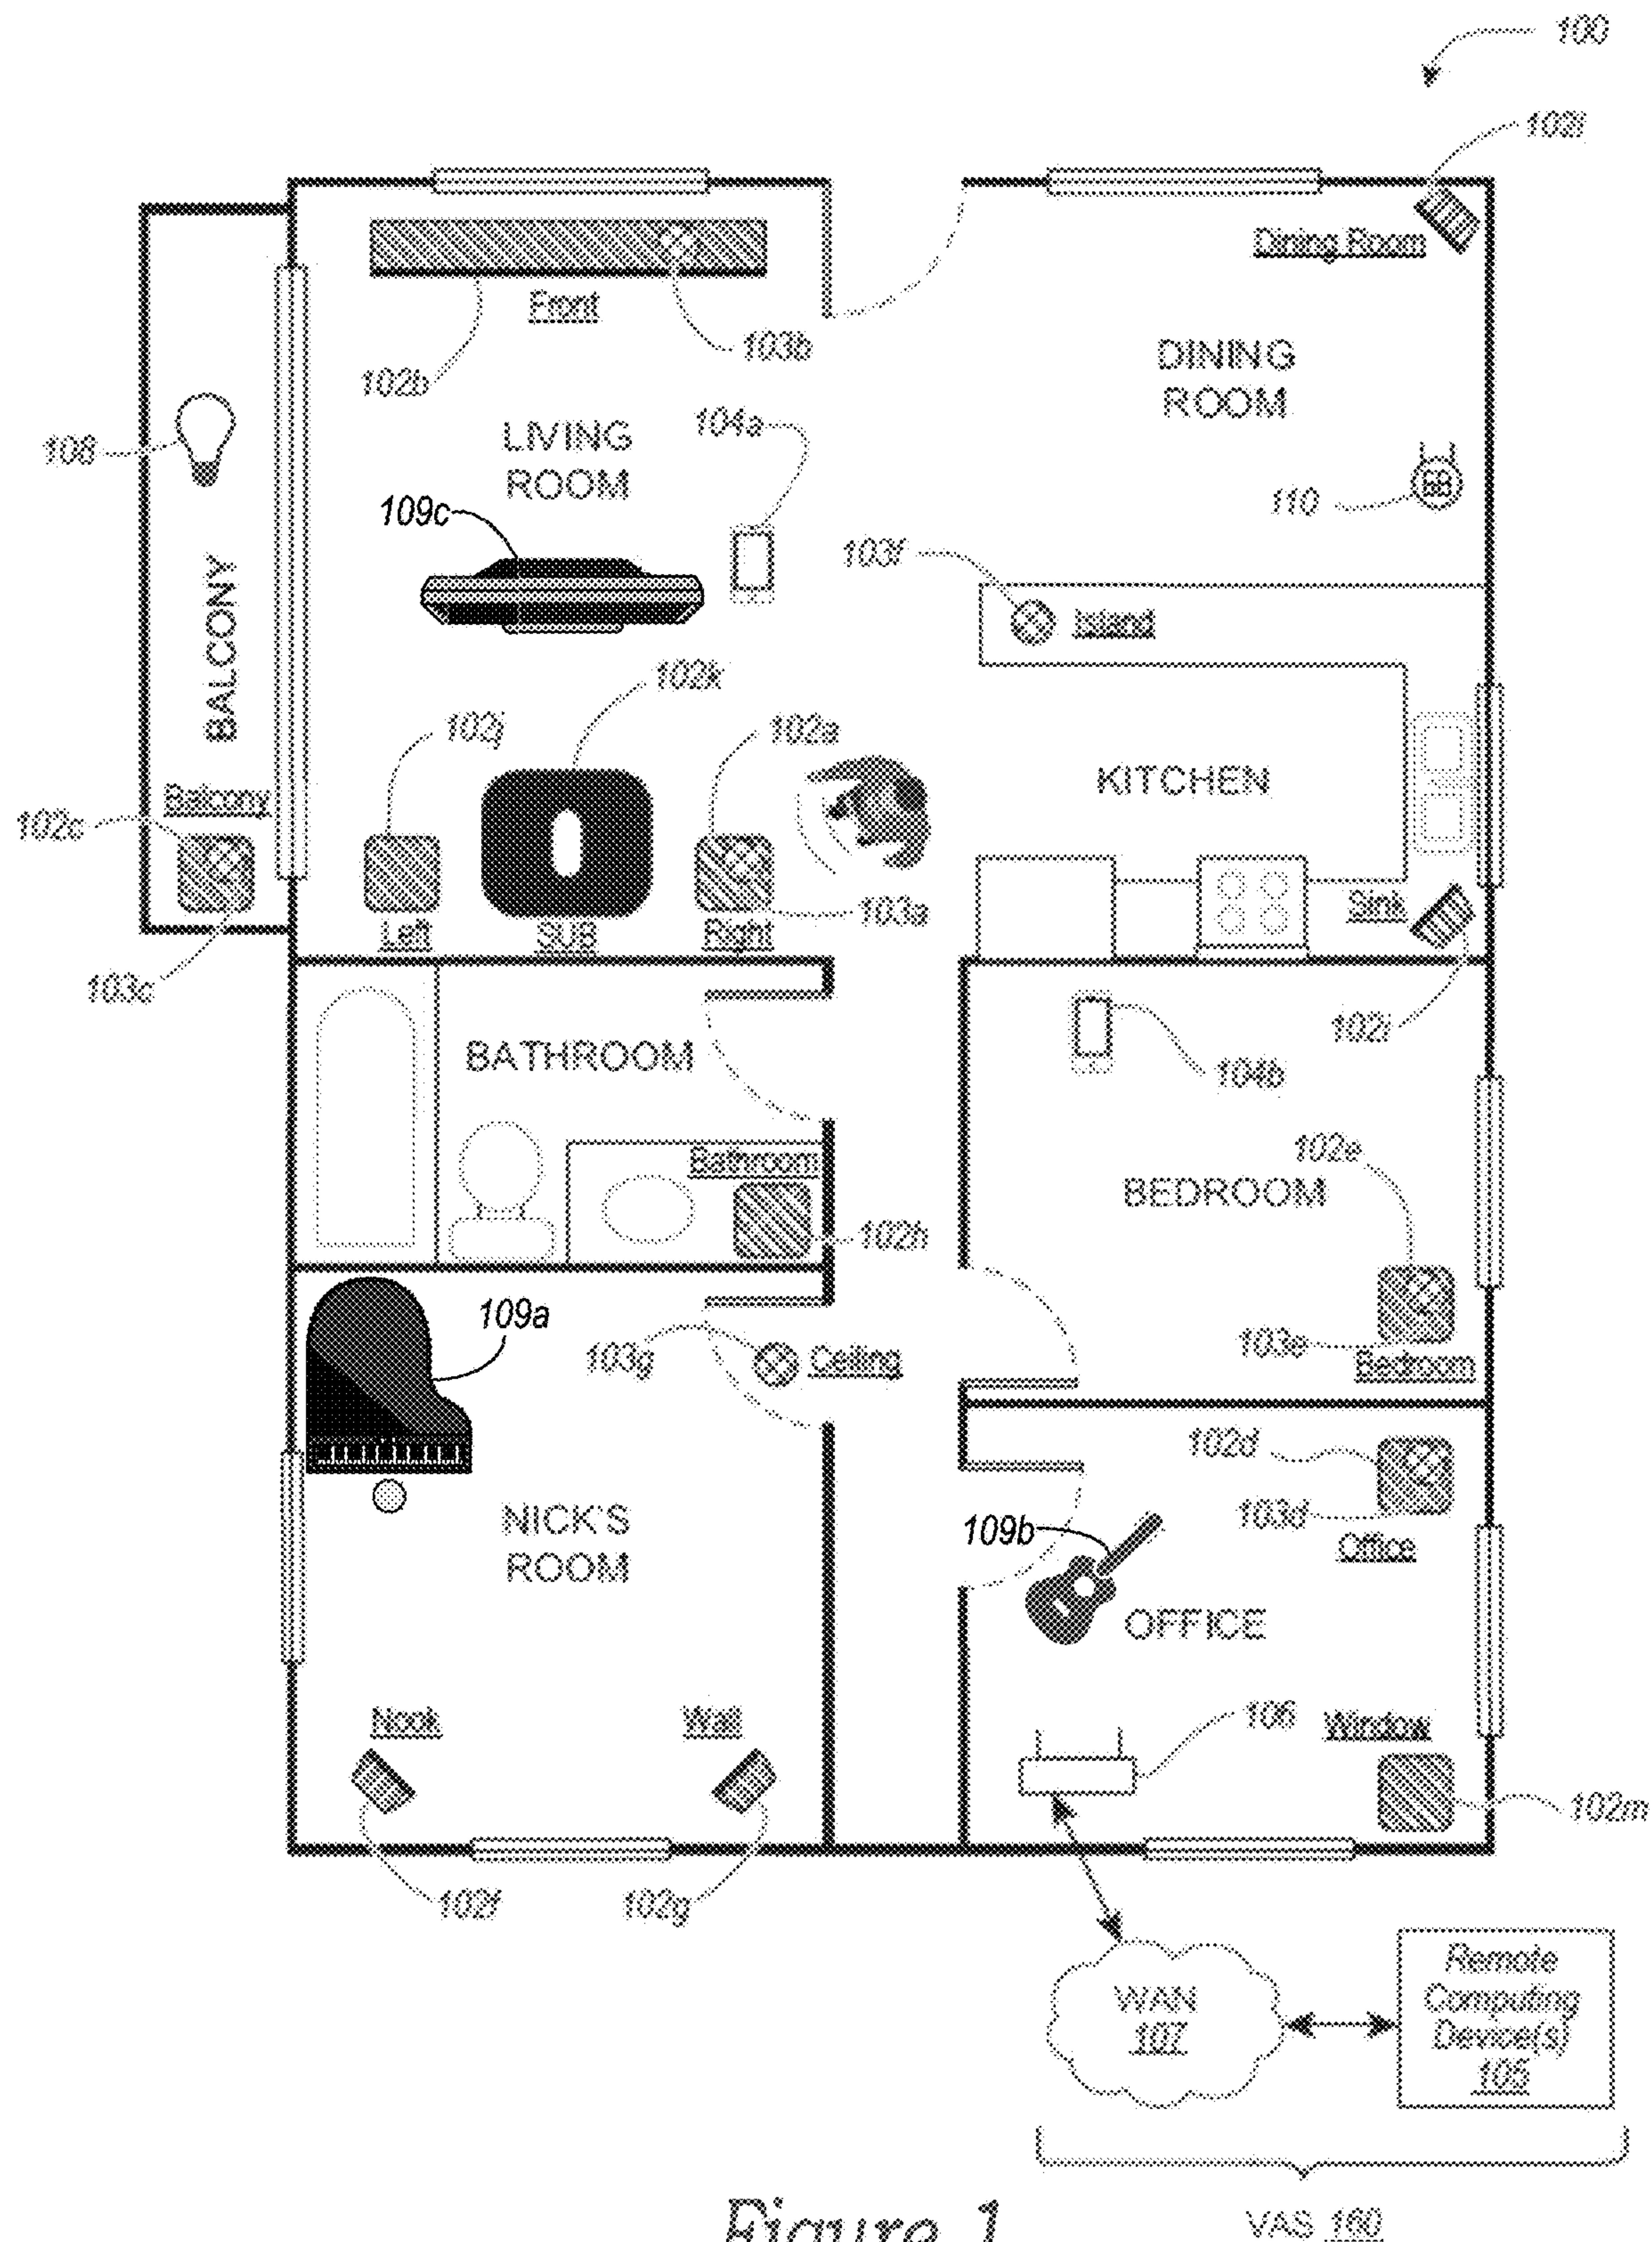 100
102l
Dining Room
Front
103b
102b
DINING
ROOM
104a
LIVING
ROOM
108
109c
110
103f
Island
BALCONY
102k
102j
102a
KITCHEN
Balcony
102c
103a
Sink
Left
SUB
Right
103c
102i
BATHROOM
104b
Bathroom
102e
BEDROOM
102h
109a
103g
Ceiling
103e
Bedroom
102d
103d
109b
Office
NICK'S
ROOM
OFFICE
Nook
Wall
106
Window
102m
102f
102g
WAN
107
Remote
Computing
Device(s)
105
Figure 1
VAS 160